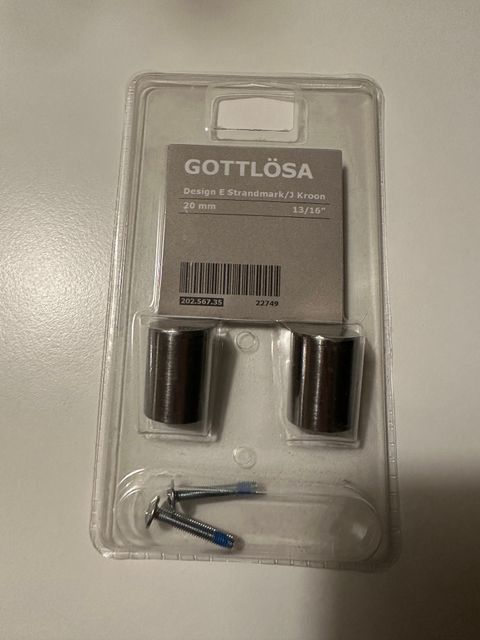 GOTTLÖSA
Design E Strandmark/J Kroon
20 mm 13/16"
202.567.35 22749